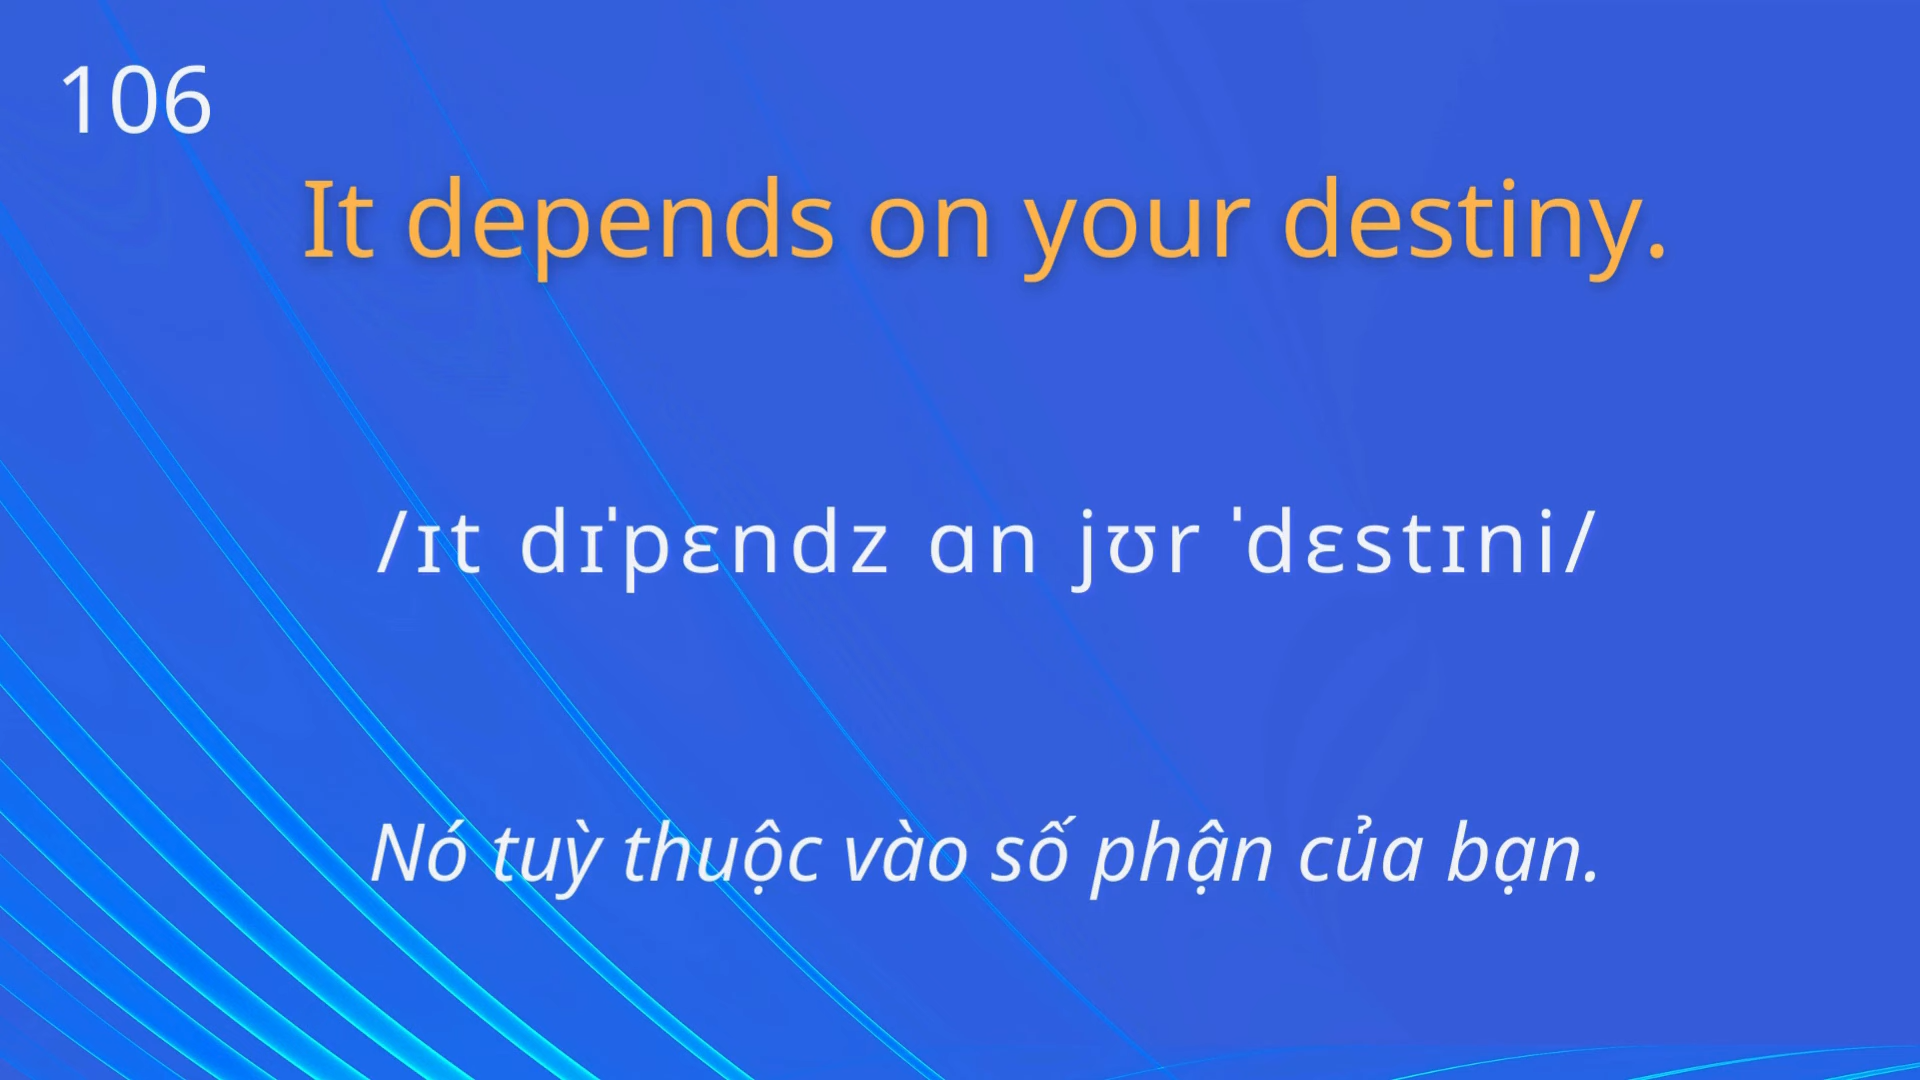 106
It depends on your destiny.
/ɪt dɪˈpɛndz ɑn jʊr ˈdɛstɪni/
Nó tuỳ thuộc vào số phận của bạn.